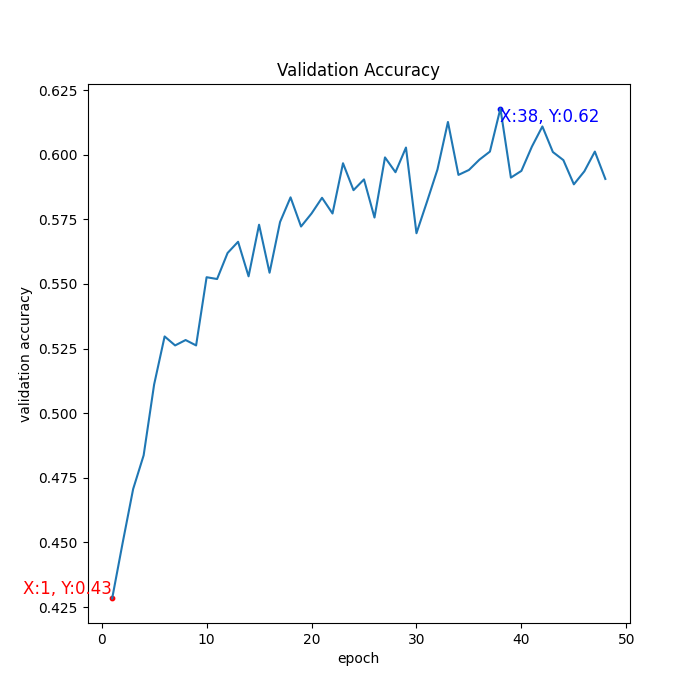 Validation Accuracy
0.625
0.600
0.575
0.550
0.525
0.500
0.475
0.450
0.425
validation accuracy
X:38, Y:0.62
X:1, Y:0.43
0 10 20 30 40 50
epoch